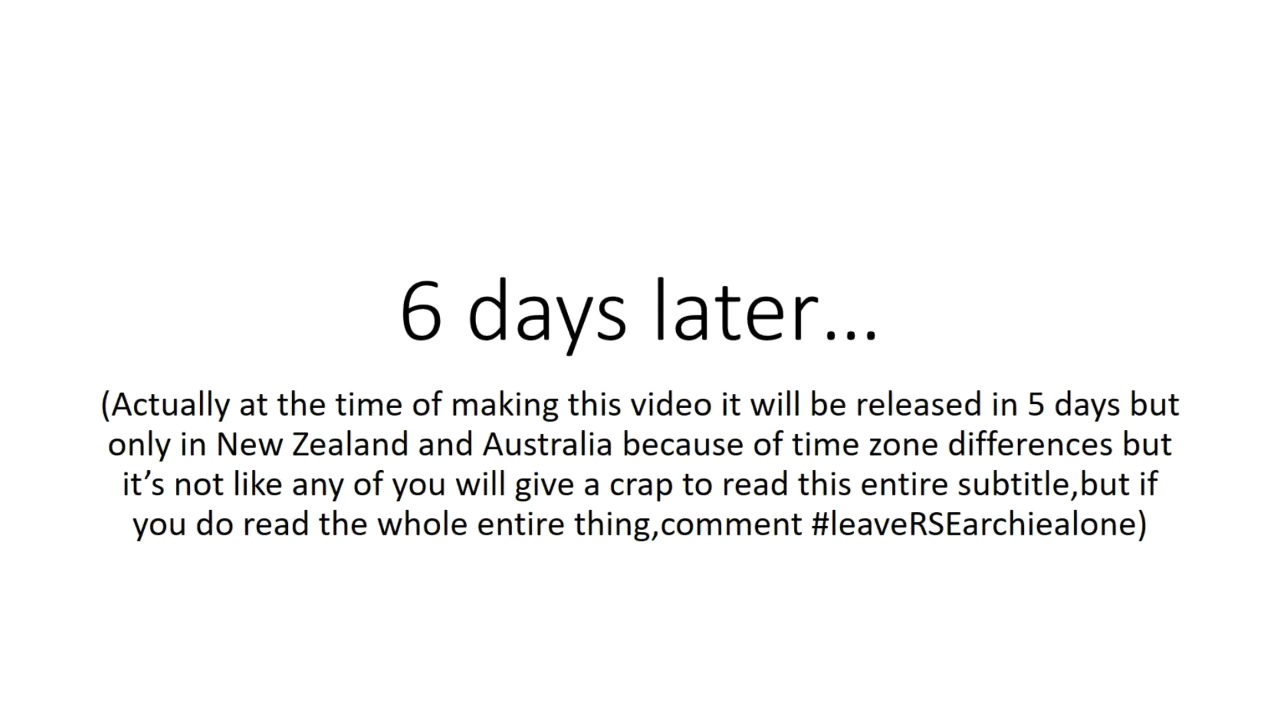 6 days later…
(Actually at the time of making this video it will be released in 5 days but
only in New Zealand and Australia because of time zone differences but
it’s not like any of you will give a crap to read this entire subtitle,but if
you do read the whole entire thing,comment #leaveRSEarchiealone)